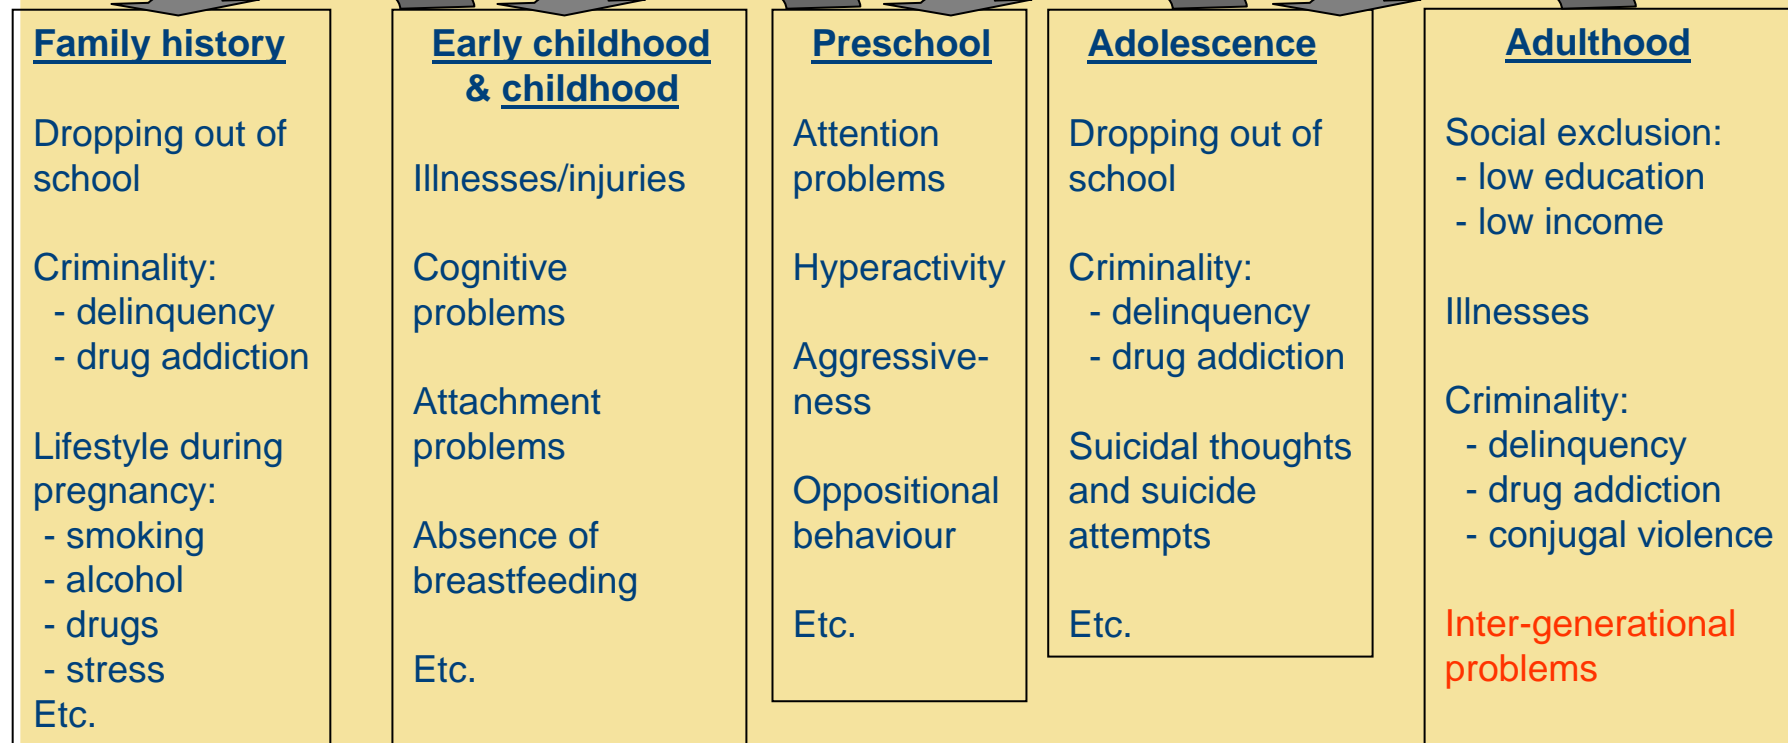 Family history
Dropping out of
school
Criminality:
- delinquency
- drug addiction
Lifestyle during
pregnancy:
- smoking
- alcohol
- drugs
- stress
Etc.
Early childhood
& childhood
Illnesses/injuries
Cognitive
problems
Attachment
problems
Absence of
breastfeeding
Etc.
Preschool
Attention
problems
Hyperactivity
Aggressive-
ness
Oppositional
behaviour
Etc.
Adolescence
Dropping out of
school
Criminality:
- delinquency
- drug addiction
Suicidal thoughts
and suicide
attempts
Etc.
Adulthood
Social exclusion:
- low education
- low income
Illnesses
Criminality:
- delinquency
- drug addiction
- conjugal violence
Inter-generational
problems